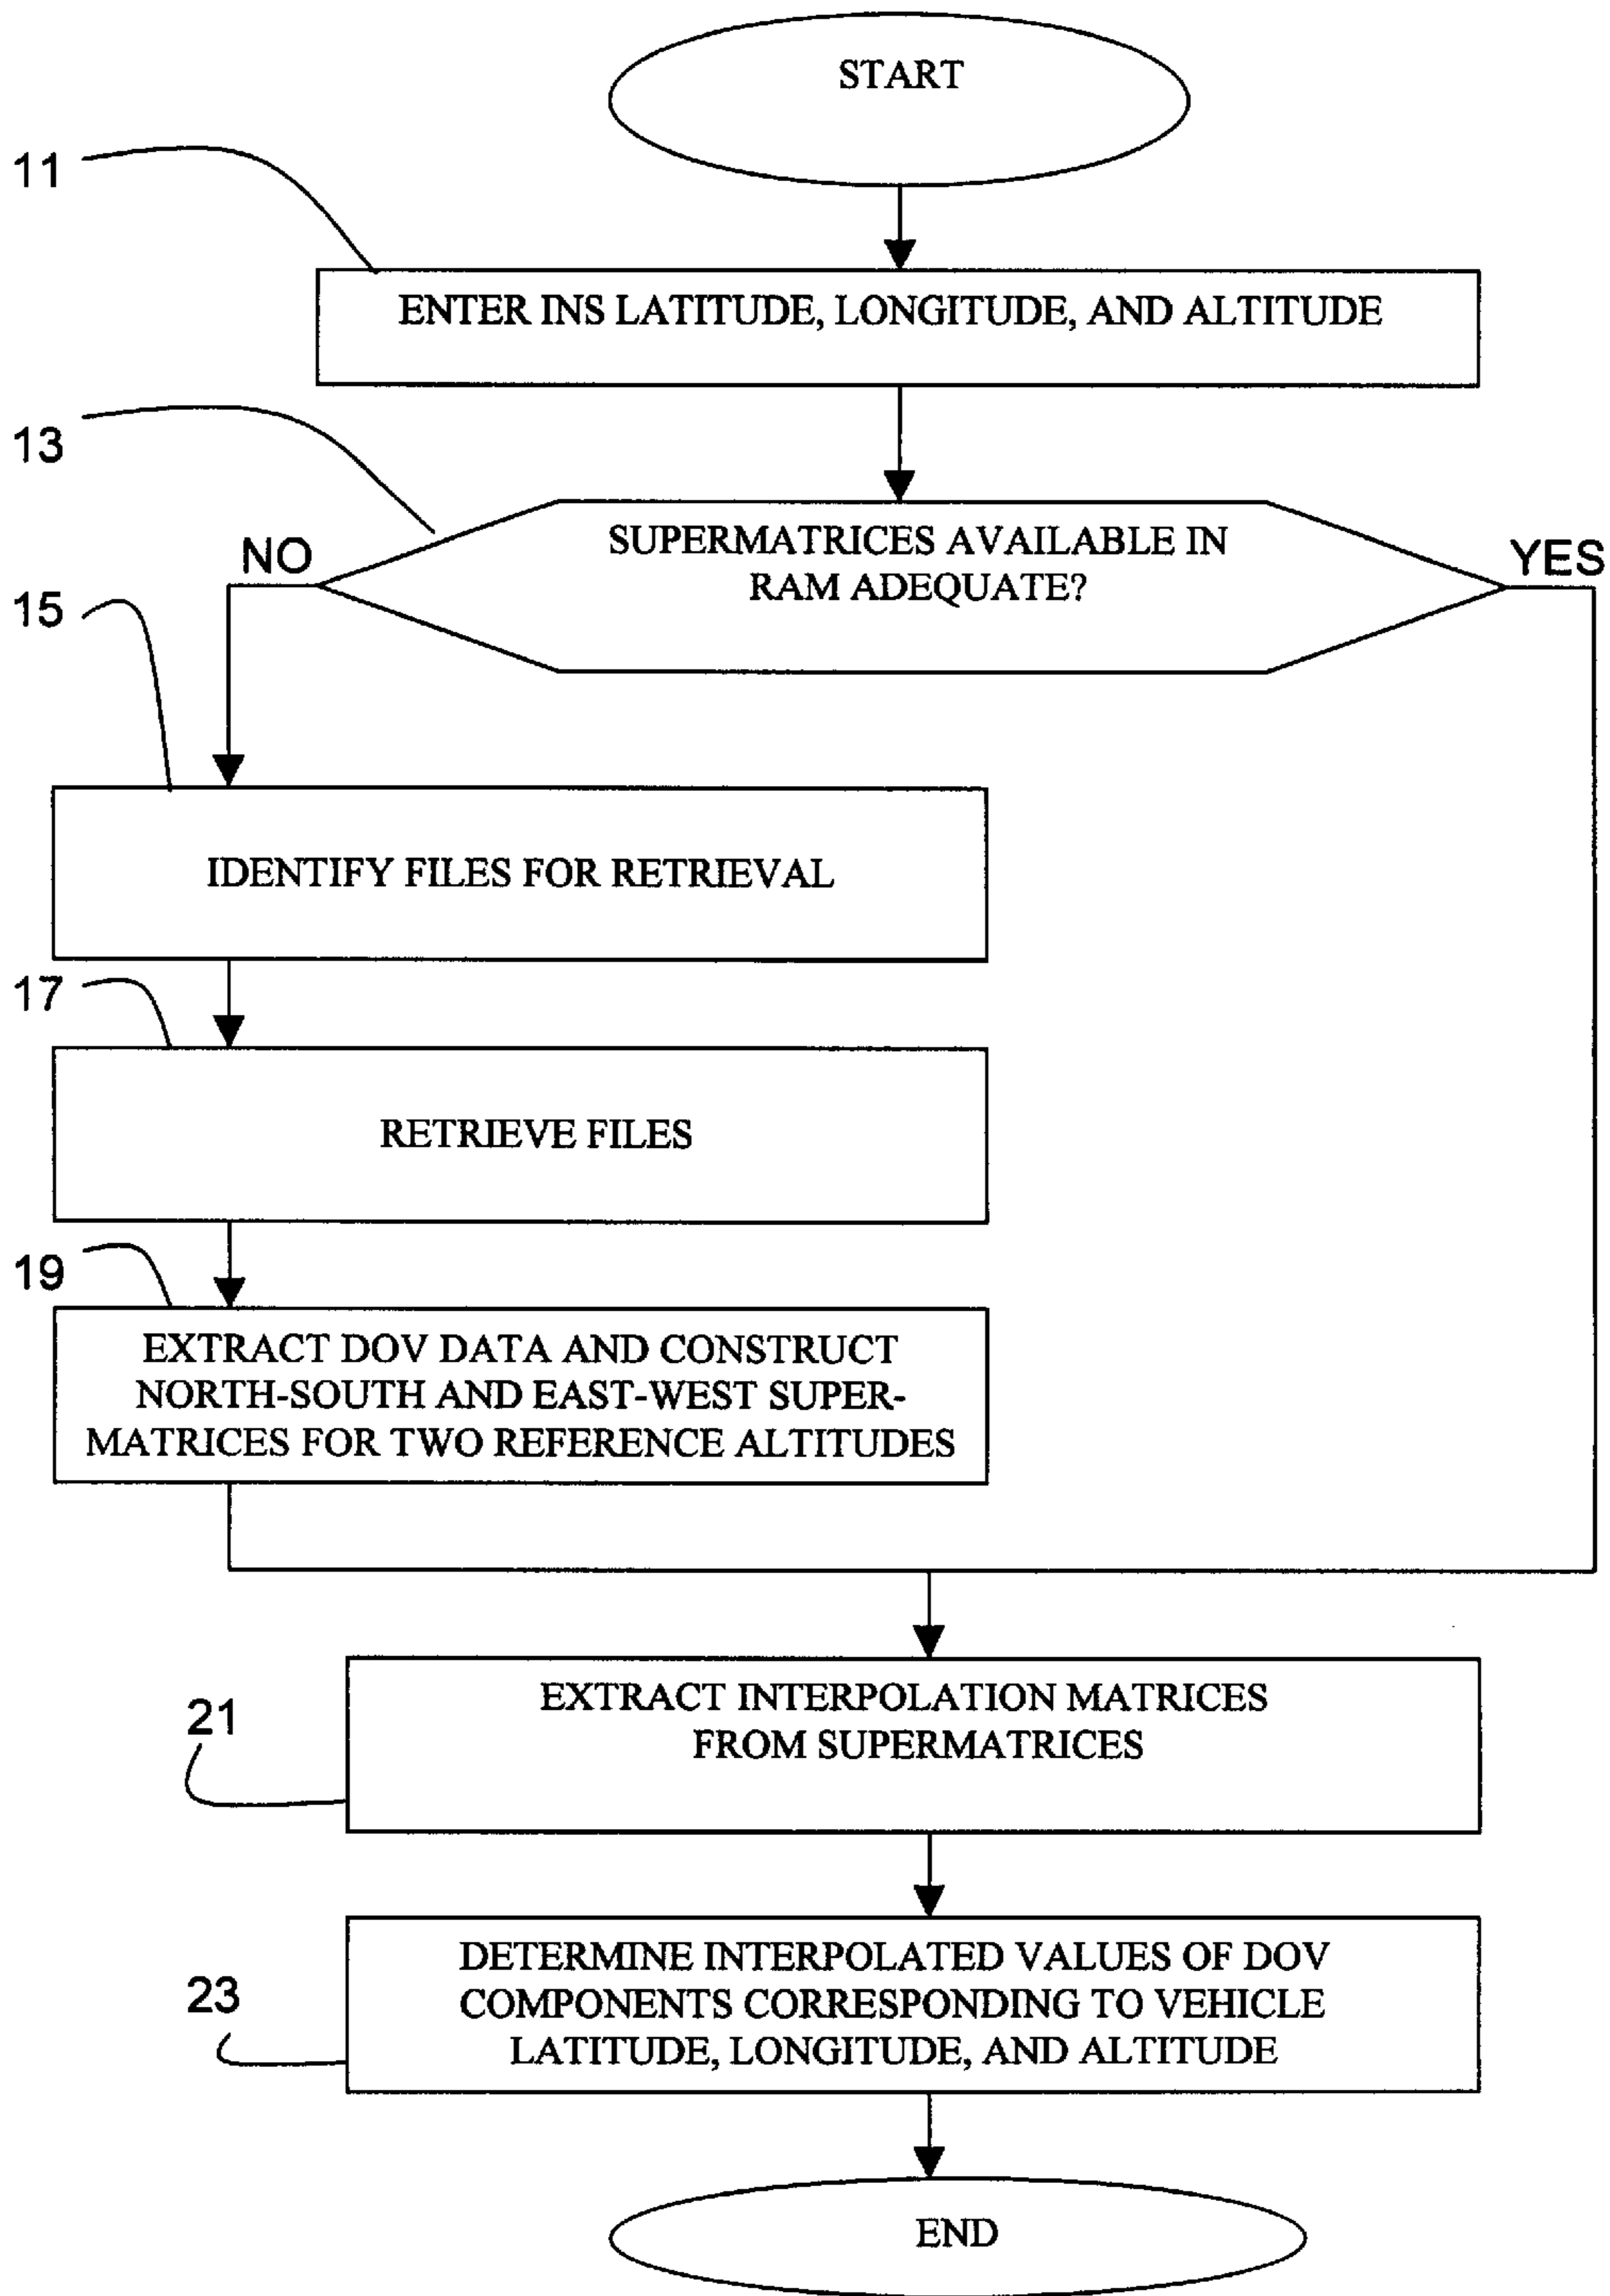 START
11
ENTER INS LATITUDE, LONGITUDE, AND ALTITUDE
13
SUPERMATRICES AVAILABLE IN
RAM ADEQUATE?
NO
YES
15
IDENTIFY FILES FOR RETRIEVAL
17
RETRIEVE FILES
19
EXTRACT DOV DATA AND CONSTRUCT
NORTH-SOUTH AND EAST-WEST SUPER-
MATRICES FOR TWO REFERENCE ALTITUDES
21
EXTRACT INTERPOLATION MATRICES
FROM SUPERMATRICES
23
DETERMINE INTERPOLATED VALUES OF DOV
COMPONENTS CORRESPONDING TO VEHICLE
LATITUDE, LONGITUDE, AND ALTITUDE
END